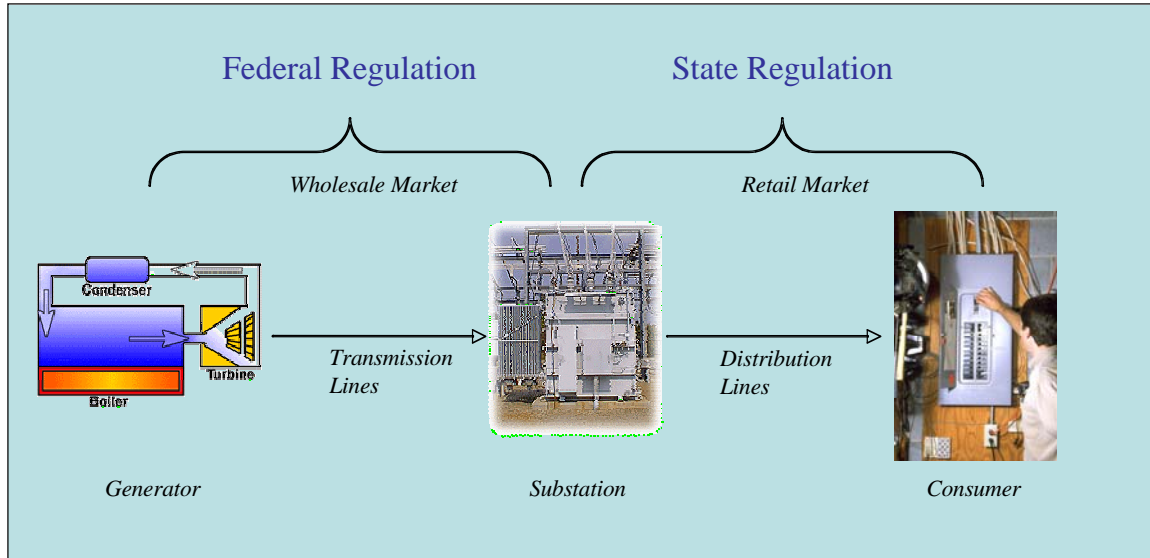 Federal Regulation
State Regulation
Wholesale Market
Retail Market
Condenser
Turbine
Boiler
Transmission
Lines
Distribution
Lines
Generator
Substation
Consumer